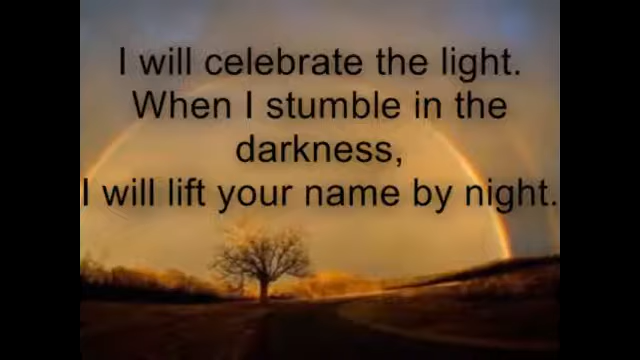 I will celebrate the light.
When I stumble in the
darkness,
I will lift your name by night.